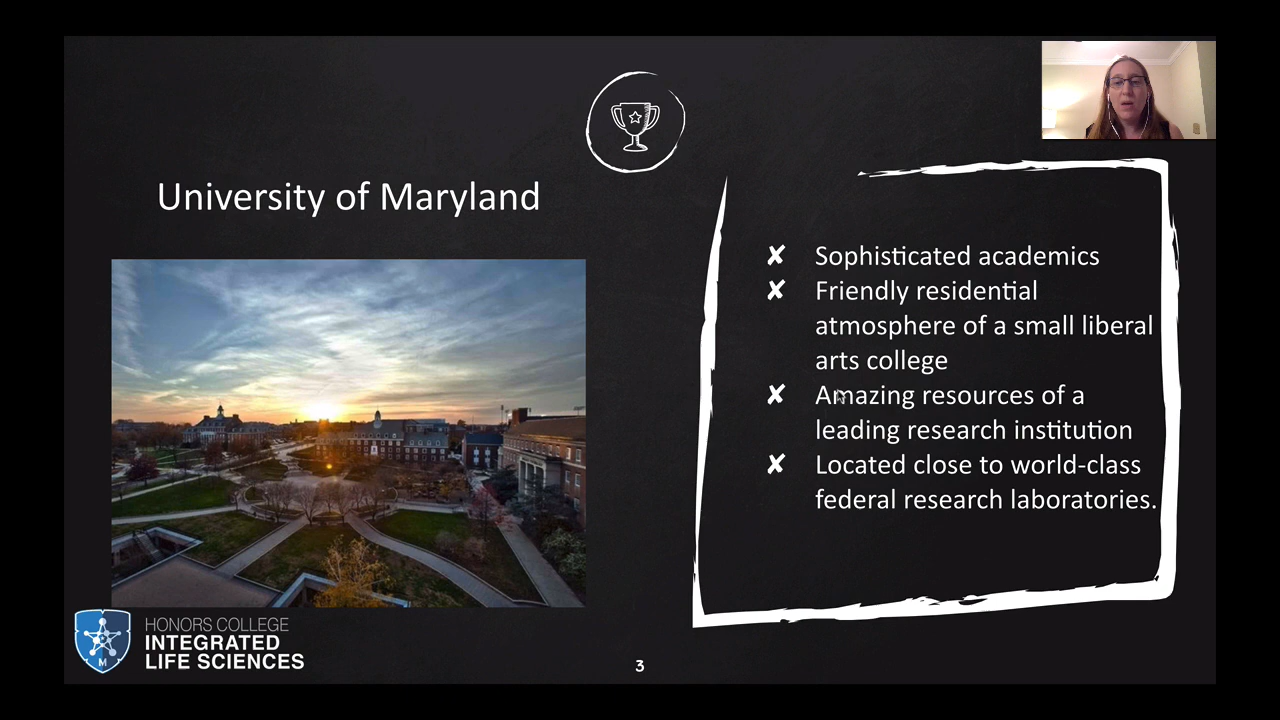 University of Maryland
✘ Sophisticated academics
✘ Friendly residential
atmosphere of a small liberal
arts college
✘ Amazing resources of a
leading research institution
✘ Located close to world-class
federal research laboratories.
HONORS COLLEGE
INTEGRATED
LIFE SCIENCES
M
3